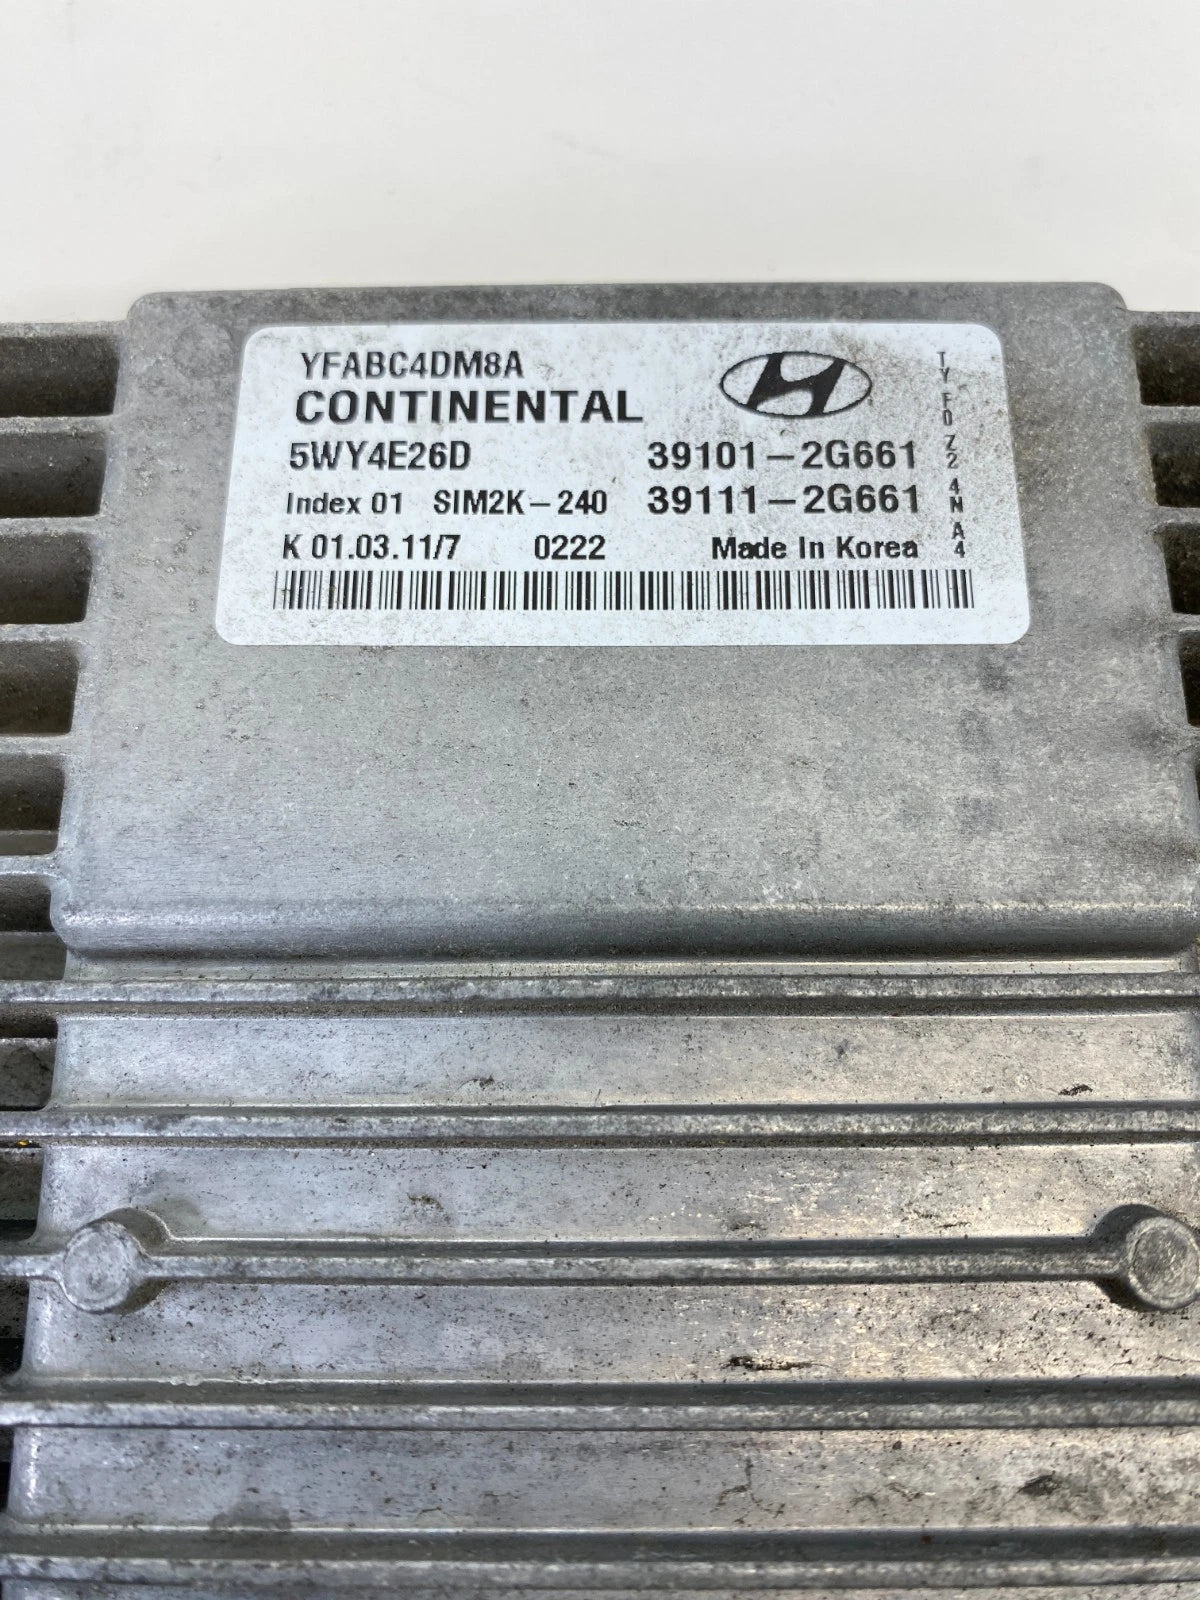 YFABC4DM8A
CONTINENTAL
5WY4E26D 39101-2G661
Index 01 SIM2K-240 39111-2G661
K 01.03.11/7 0222 Made In Korea
TYF0Z24NA4